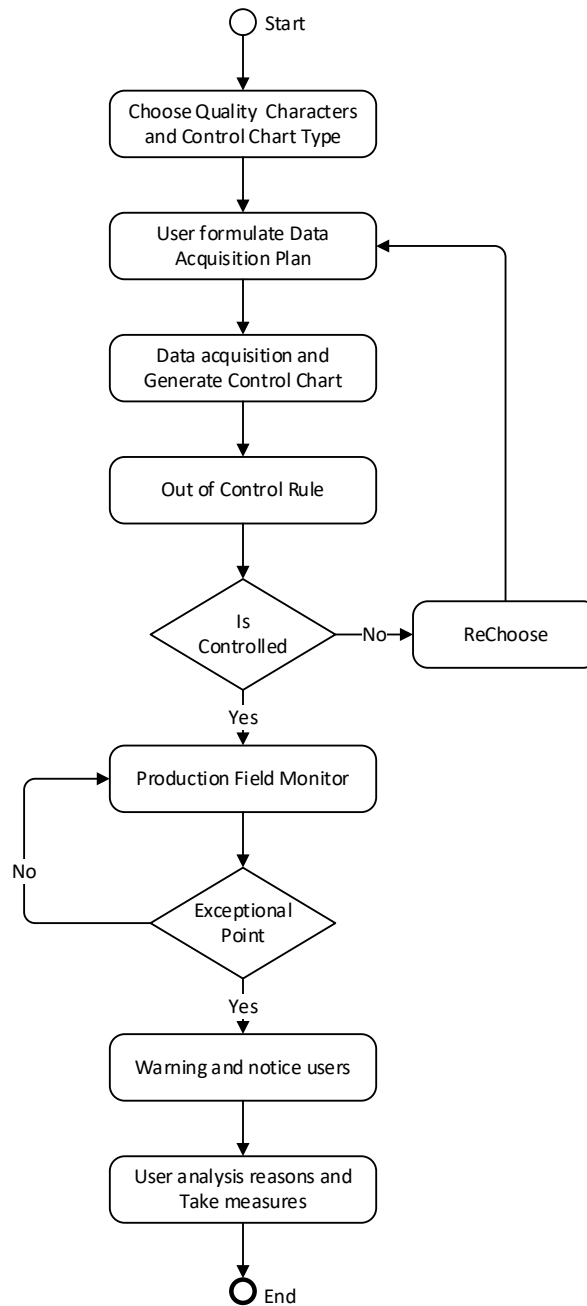 Start
Choose Quality Characters
and Control Chart Type
User formulate Data
Acquisition Plan
Data acquisition and
Generate Control Chart
Out of Control Rule
Is
Controlled
No
ReChoose
Yes
Production Field Monitor
No
Exceptional
Point
Yes
Warning and notice users
User analysis reasons and
Take measures
End